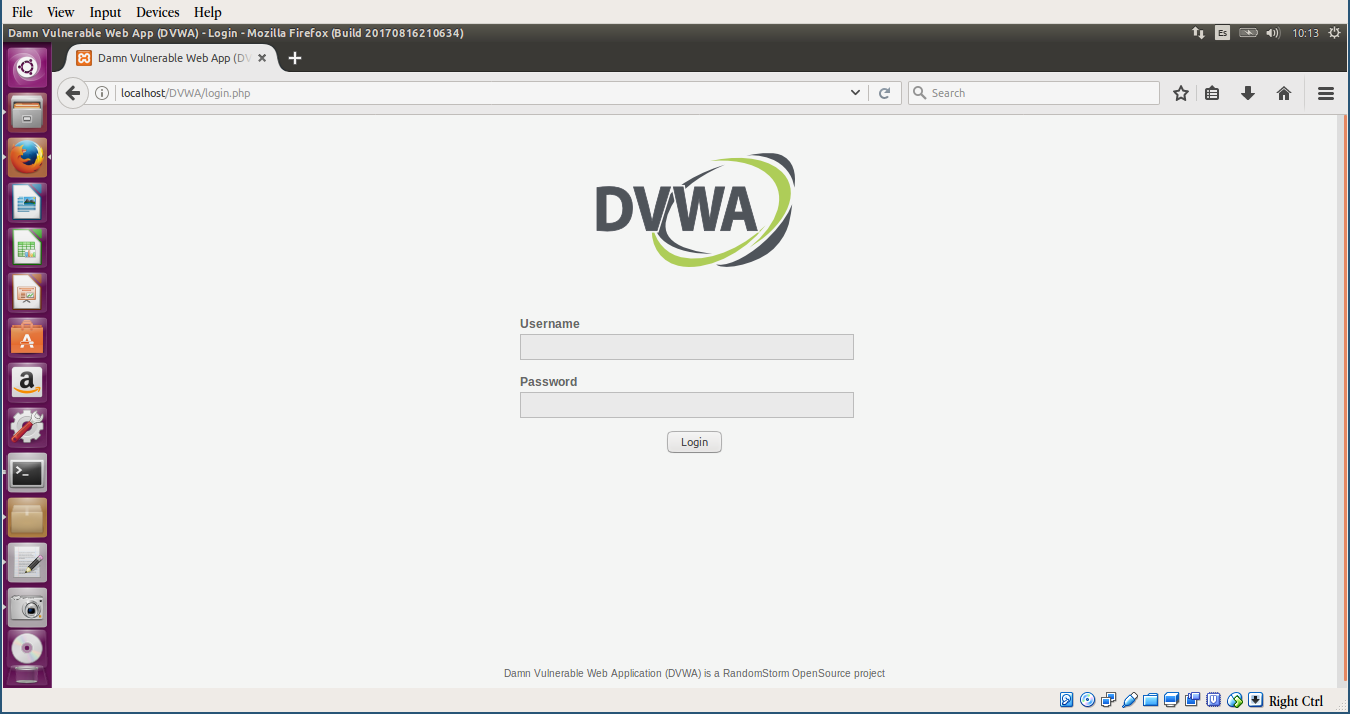 File View Input Devices Help
Damn Vulnerable Web App (DVWA) - Login - Mozilla Firefox (Build 20170816210634)
Es
10:13
Damn Vulnerable Web App (DV
localhost/DVWA/login.php
Search
DVWA
Username
Password
Login
Damn Vulnerable Web Application (DVWA) is a RandomStorm OpenSource project
Right Ctrl